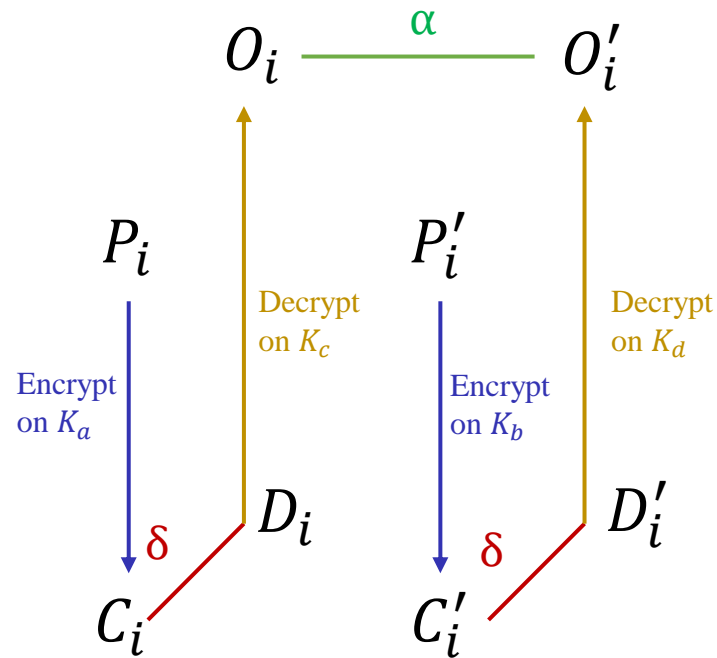 α
O_i
O'_i
P_i
P'_i
Decrypt
on K_c
Decrypt
on K_d
Encrypt
on K_a
Encrypt
on K_b
D_i
D'_i
δ
δ
C_i
C'_i